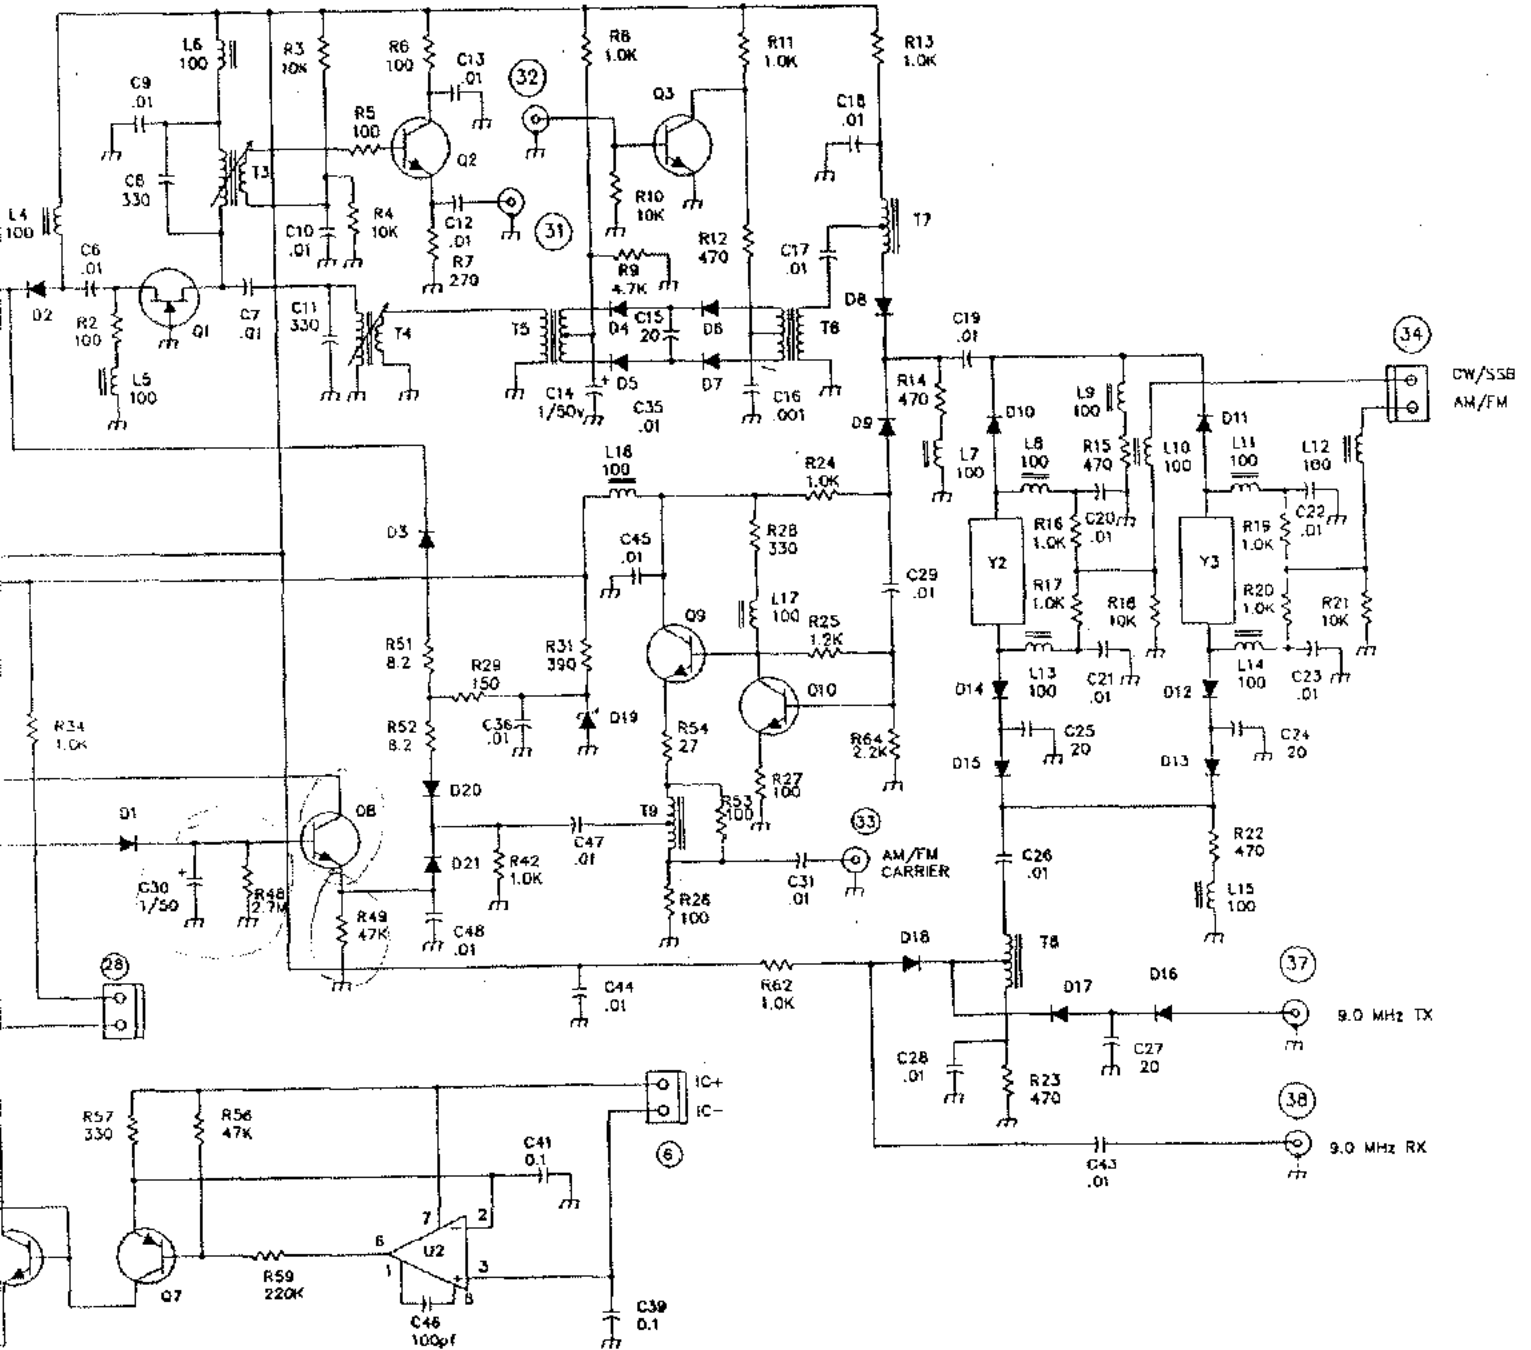 L6
100
R3
10K
R6
100
C13
.01
32
R8
1.0K
R11
1.0K
R13
1.0K
C9
.01
R5
100
Q3
C18
.01
34
C8
330
T3
Q2
L4
100
C10
.01
R4
10K
C12
.01
31
R10
10K
T7
C6
.01
R7
270
R12
470
C17
.01
R9
4.7K
D2
R2
100
Q1
C7
.01
C11
330
T4
T5
D4
C15
20
D6
T6
D8
C19
.01
L5
100
C14
1/50v
D5
C35
.01
D7
C16
.001
R14
470
CW/SSB
AM/FM
D9
D10
L9
100
D11
L7
100
L8
100
R15
470
L10
100
L11
100
L12
100
L16
100
R24
1.0K
D3
C45
.01
R28
330
C20
.01
R16
1.0K
Y2
Y3
R19
1.0K
C22
.01
C29
.01
L17
100
R17
1.0K
R18
10K
R20
1.0K
R21
10K
Q9
R25
1.2K
R51
8.2
R31
390
R29
150
L13
100
C21
.01
L14
100
C23
.01
D14
D12
Q10
D19
R34
1.0K
R52
8.2
C36
.01
R54
27
R64
2.2K
C25
20
C24
20
D15
D13
R27
100
D20
D1
Q8
T9
R53
100
33
AM/FM
CARRIER
C47
.01
R42
1.0K
D21
C26
.01
R22
470
C30
1/50
R48
2.7M
R49
47K
C48
.01
R26
100
C31
.01
L15
100
28
D18
T8
37
C44
.01
R62
1.0K
D17
D16
9.0 MHz TX
C28
.01
C27
20
R23
470
38
R57
330
R56
47K
IC+
IC-
6
C41
0.1
C43
.01
9.0 MHz RX
7
2
6
U2
1
3
8
R59
220K
Q7
C46
100pf
C39
0.1